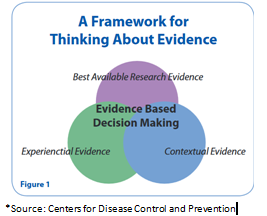 A Framework for
Thinking About Evidence
Best Available Research Evidence
Evidence Based
Decision Making
Experienctial Evidence
Contextual Evidence
Figure 1
*Source: Centers for Disease Control and Prevention